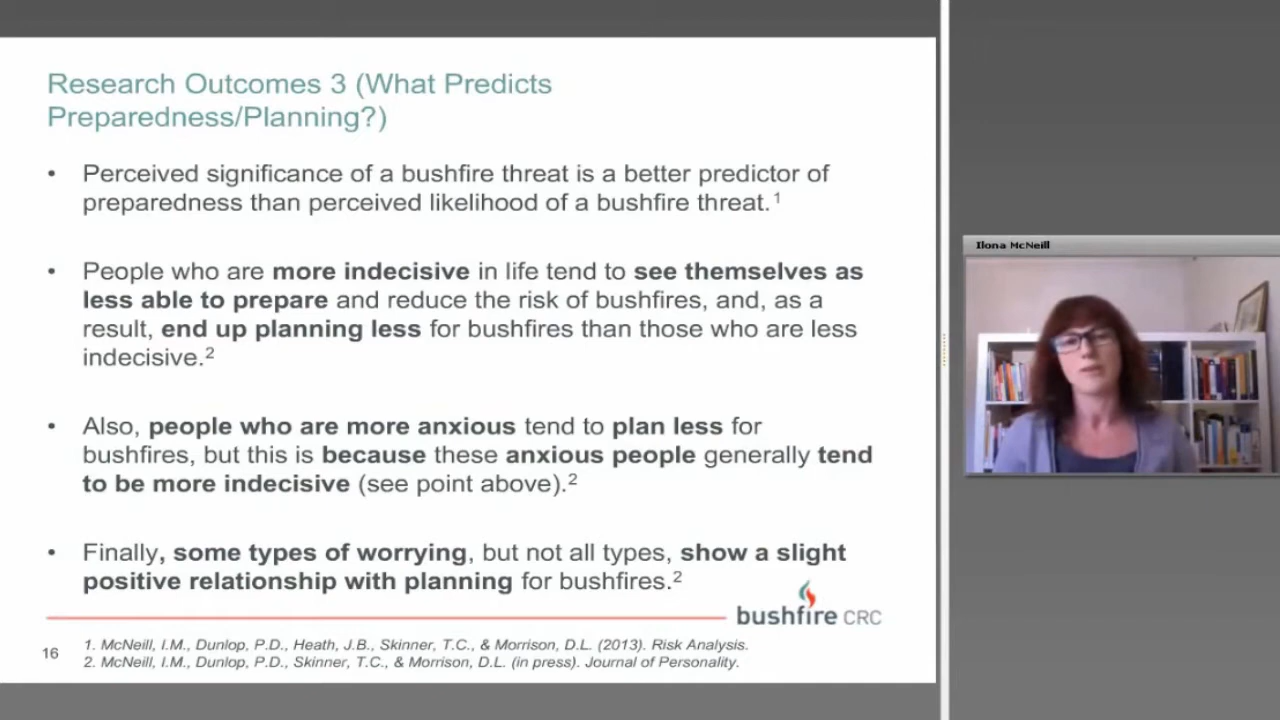 Research Outcomes 3 (What Predicts
Preparedness/Planning?)
• Perceived significance of a bushfire threat is a better predictor of
preparedness than perceived likelihood of a bushfire threat.1
• People who are more indecisive in life tend to see themselves as
less able to prepare and reduce the risk of bushfires, and, as a
result, end up planning less for bushfires than those who are less
indecisive.2
• Also, people who are more anxious tend to plan less for
bushfires, but this is because these anxious people generally tend
to be more indecisive (see point above).2
• Finally, some types of worrying, but not all types, show a slight
positive relationship with planning for bushfires.2
bushfire CRC
16
1. McNeill, I.M., Dunlop, P.D., Heath, J.B., Skinner, T.C., & Morrison, D.L. (2013). Risk Analysis.
2. McNeill, I.M., Dunlop, P.D., Skinner, T.C., & Morrison, D.L. (in press). Journal of Personality.
Ilona McNeill